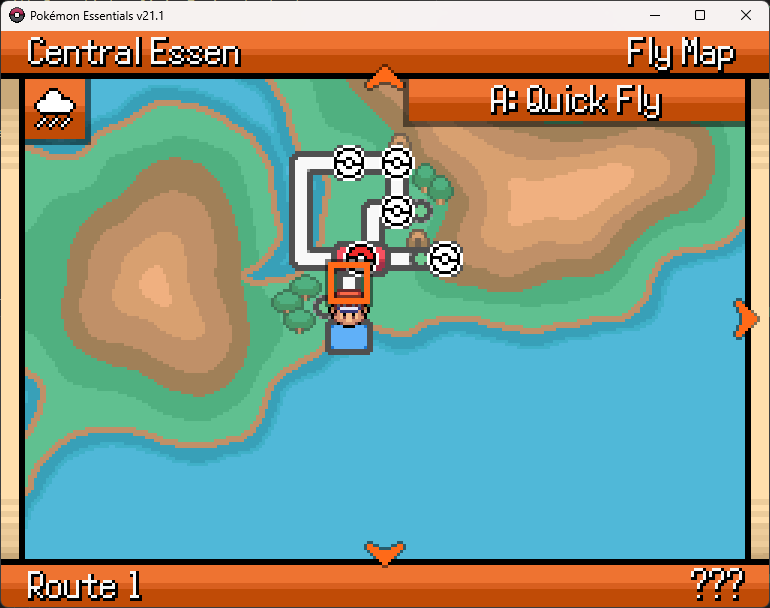 Pokémon Essentials v21.1
Central Essen
Fly Map
A: Quick Fly
Route 1
???